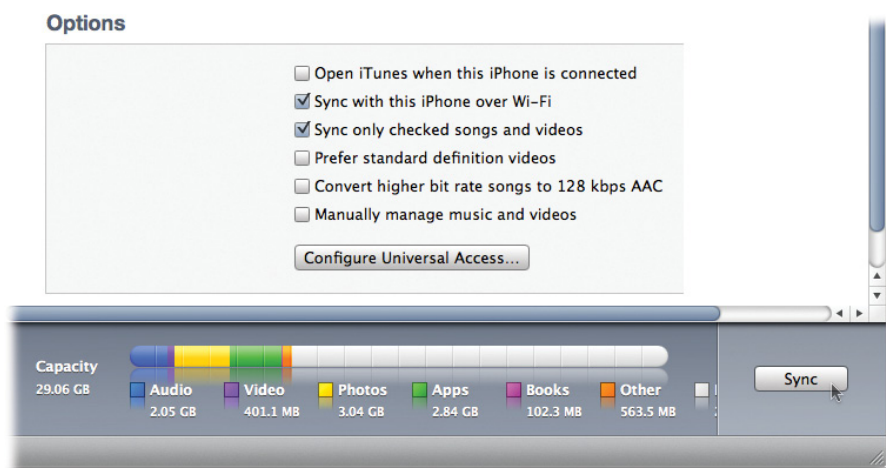 Options
Open iTunes when this iPhone is connected
Sync with this iPhone over Wi-Fi
Sync only checked songs and videos
Prefer standard definition videos
Convert higher bit rate songs to 128 kbps AAC
Manually manage music and videos
Configure Universal Access...
Capacity
29.06 GB
Audio
2.05 GB
Video
401.1 MB
Photos
3.04 GB
Apps
2.84 GB
Books
102.3 MB
Other
563.5 MB
Sync